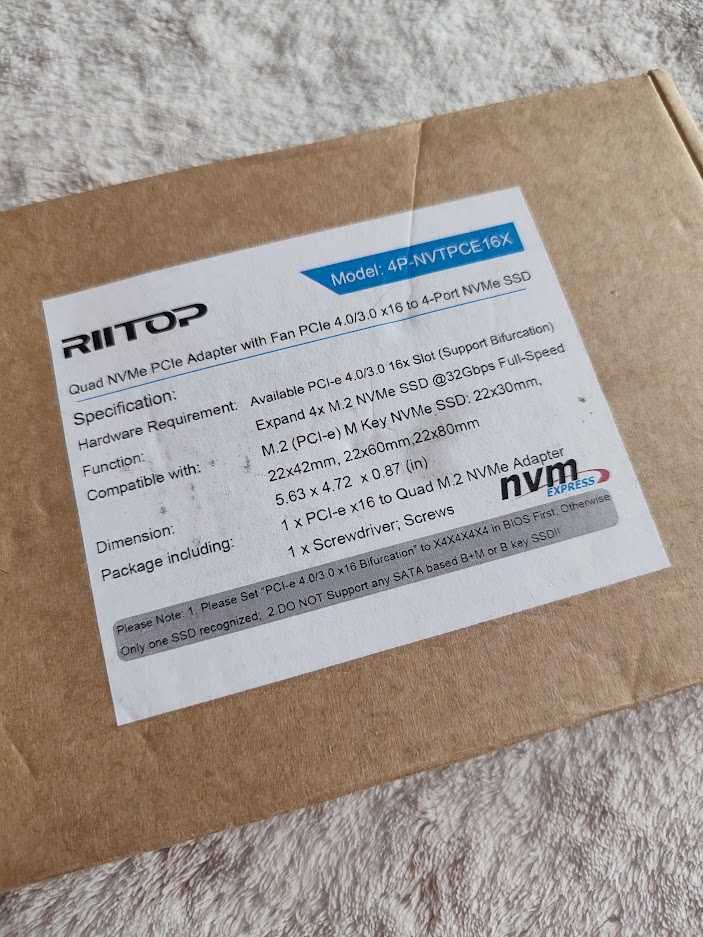 Model: 4P-NVTPCE16X
RIITOP
Quad NVMe PCIe Adapter with Fan PCIe 4.0/3.0 x16 to 4-Port NVMe SSD
Specification:
Hardware Requirement: Available PCI-e 4.0/3.0 16x Slot (Support Bifurcation)
Function: Expand 4x M.2 NVMe SSD @32Gbps Full-Speed
Compatible with: M.2 (PCI-e) M Key NVMe SSD: 22x30mm,
22x42mm, 22x60mm,22x80mm
Dimension: 5.63 x 4.72 x 0.87 (in)
Package including: 1 x PCI-e x16 to Quad M.2 NVMe Adapter
1 x Screwdriver; Screws
nvm
EXPRESS
Please Note: 1, Please Set "PCI-e 4.0/3.0 x16 Bifurcation" to X4X4X4X4 in BIOS First, Otherwise
Only one SSD recognized; 2.DO NOT Support any SATA based B+M or B key SSD!!